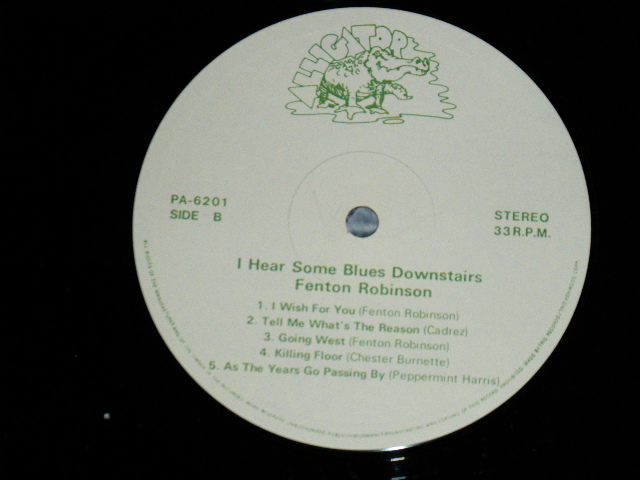 ALLIGATOR
PA-6201
SIDE B
STEREO
33 R.P.M.
I Hear Some Blues Downstairs
Fenton Robinson
1. I Wish For You (Fenton Robinson)
2. Tell Me What's The Reason (Cadrez)
3. Going West (Fenton Robinson)
4. Killing Floor (Chester Burnette)
5. As The Years Go Passing By (Peppermint Harris)